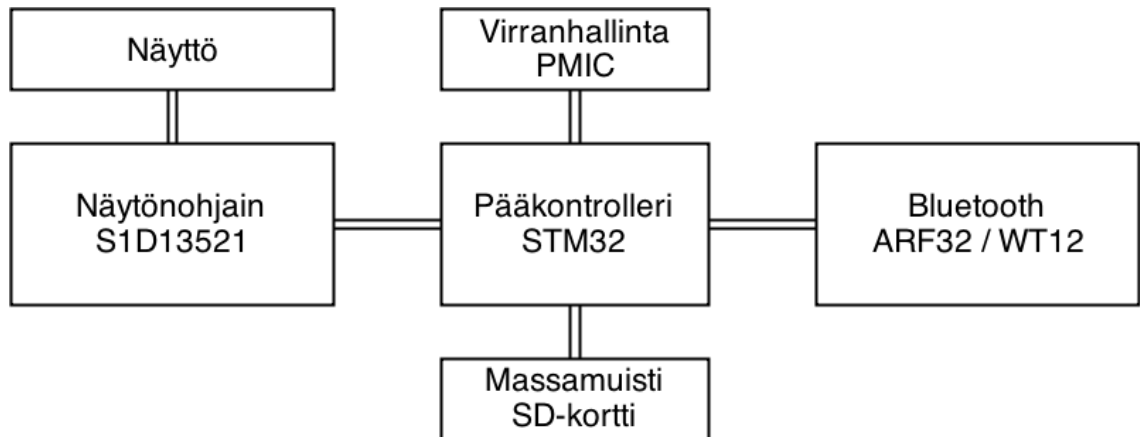 Näyttö
Virranhallinta
PMIC
Näytönohjain
S1D13521
Pääkontrolleri
STM32
Bluetooth
ARF32 / WT12
Massamuisti
SD-kortti